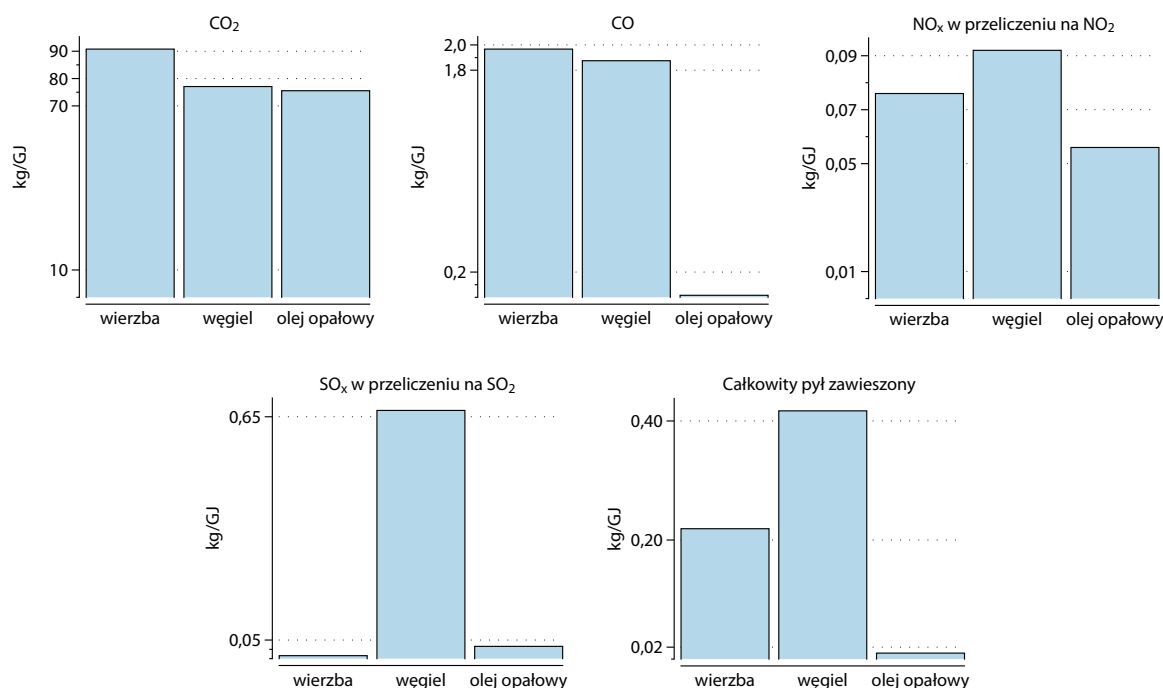 CO₂
90
80
70
10
kg/GJ
wierzba węgiel olej opałowy
CO
2,0
1,8
0,2
kg/GJ
wierzba węgiel olej opałowy
NOₓ w przeliczeniu na NO₂
0,09
0,07
0,05
0,01
kg/GJ
wierzba węgiel olej opałowy
SOₓ w przeliczeniu na SO₂
0,65
0,05
kg/GJ
wierzba węgiel olej opałowy
Całkowity pył zawieszony
0,40
0,20
0,02
kg/GJ
wierzba węgiel olej opałowy